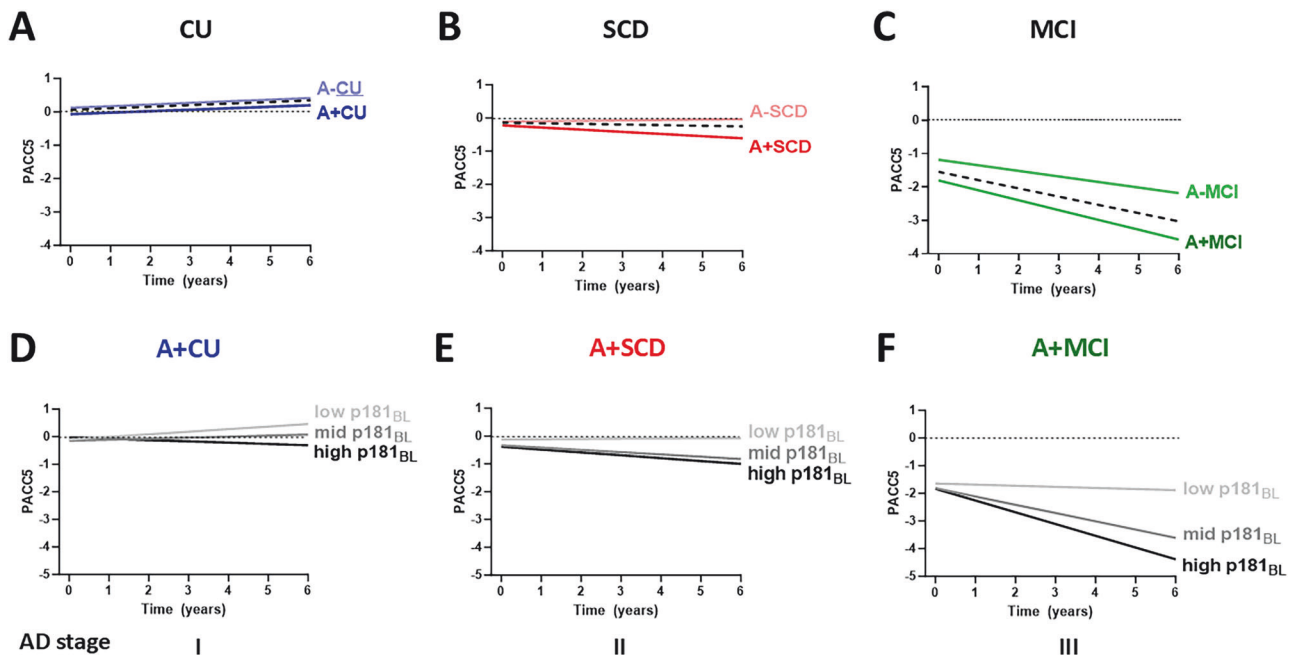 A CU
1
0
-1
-2
-3
-4
PACC5
0 1 2 3 4 5 6
Time (years)
A-CU
A+CU
B SCD
1
0
-1
-2
-3
-4
PACC5
0 1 2 3 4 5 6
Time (years)
A-SCD
A+SCD
C MCI
1
0
-1
-2
-3
-4
PACC5
0 1 2 3 4 5 6
Time (years)
A-MCI
A+MCI
D A+CU
1
0
-1
-2
-3
-4
-5
PACC5
0 1 2 3 4 5 6
Time (years)
low p181BL
mid p181BL
high p181BL
E A+SCD
1
0
-1
-2
-3
-4
-5
PACC5
0 1 2 3 4 5 6
Time (years)
low p181BL
mid p181BL
high p181BL
F A+MCI
1
0
-1
-2
-3
-4
-5
PACC5
0 1 2 3 4 5 6
Time (years)
low p181BL
mid p181BL
high p181BL
AD stage I II III